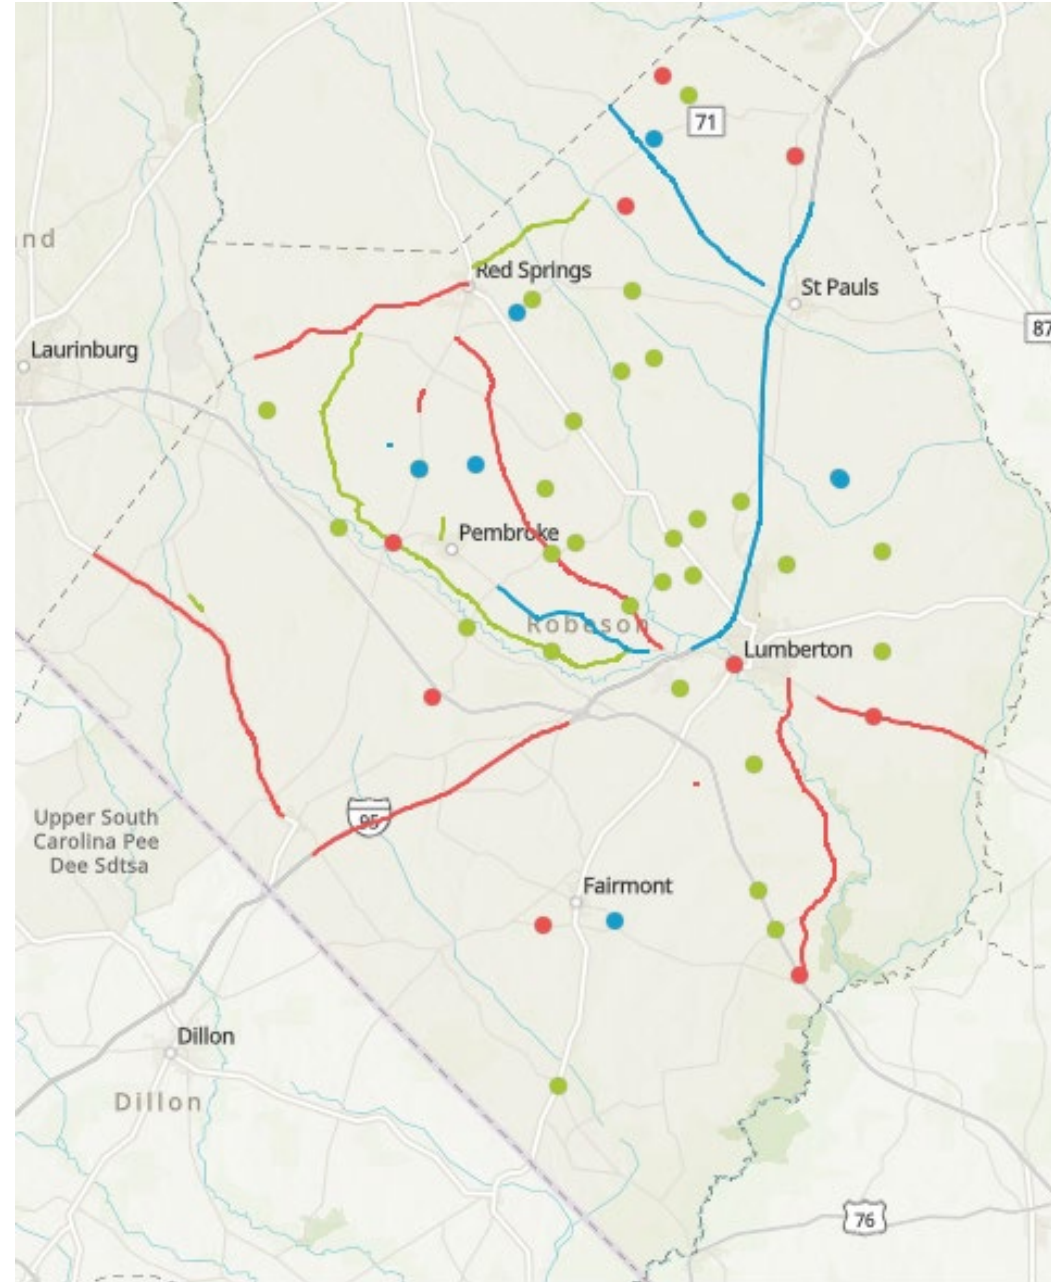 71
nd
Red Springs
St Pauls
87
Laurinburg
Pembroke
Robeson
Lumberton
95
Upper South
Carolina Pee
Dee Sdtsa
Fairmont
Dillon
Dillon
76